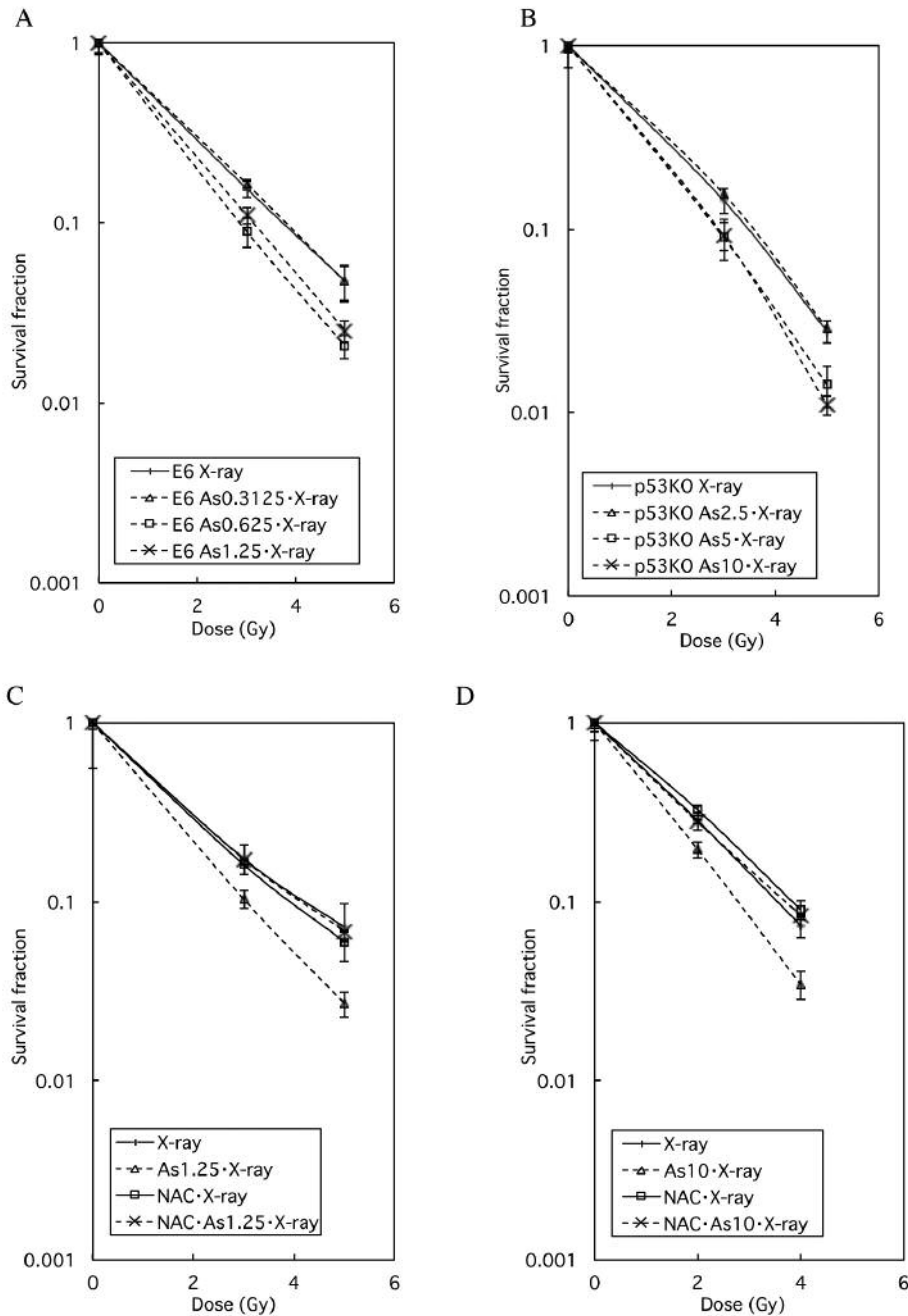 A
1
0.1
0.01
0.001
Survival fraction
E6 X-ray
E6 As0.3125·X-ray
E6 As0.625·X-ray
E6 As1.25·X-ray
0 2 4 6
Dose (Gy)
B
1
0.1
0.01
0.001
Survival fraction
p53KO X-ray
p53KO As2.5·X-ray
p53KO As5·X-ray
p53KO As10·X-ray
0 2 4 6
Dose (Gy)
C
1
0.1
0.01
0.001
Survival fraction
X-ray
As1.25·X-ray
NAC·X-ray
NAC·As1.25·X-ray
0 2 4 6
Dose (Gy)
D
1
0.1
0.01
0.001
Survival fraction
X-ray
As10·X-ray
NAC·X-ray
NAC·As10·X-ray
0 2 4 6
Dose (Gy)